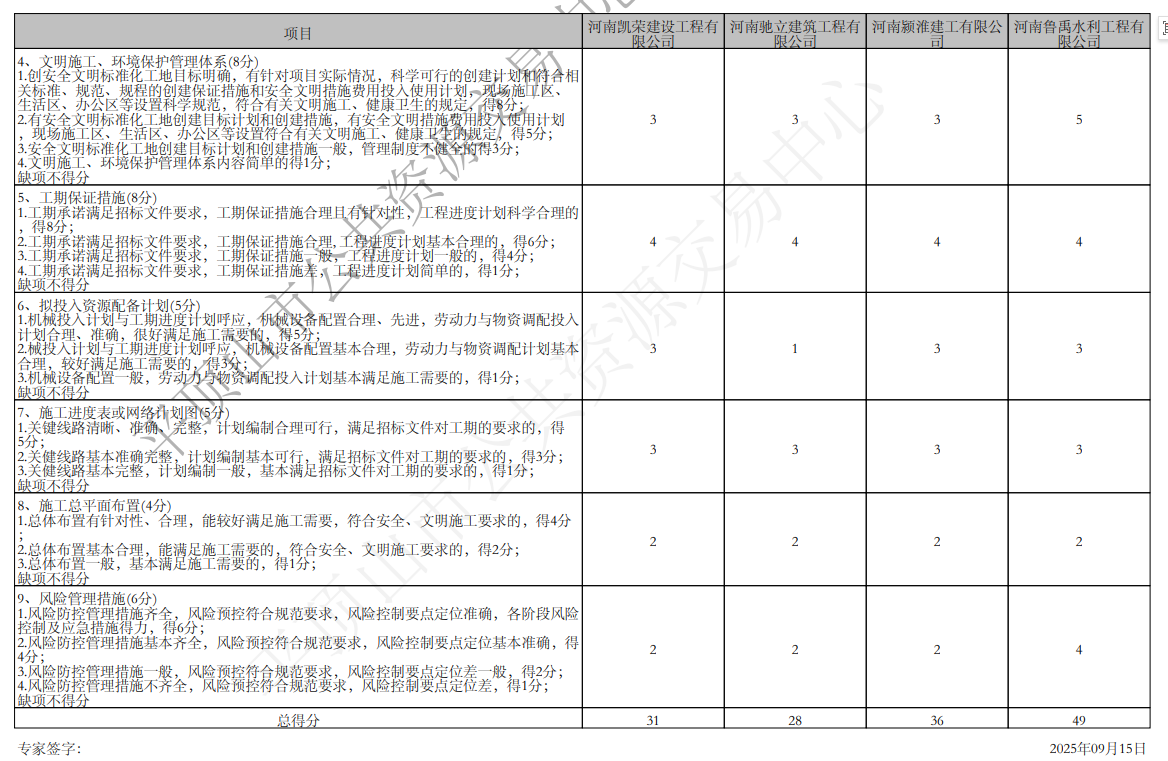 项目
河南凯荣建设工程有
限公司
河南驰立建筑工程有
限公司
河南颍淮建工有限公
司
河南鲁禹水利工程有
限公司
4、文明施工、环境保护管理体系(8分)
1.创安全文明标准化工地目标明确，有针对项目实际情况，科学可行的创建计划和符合相
关标准、规范、规程的创建保证措施和安全文明措施费用投入使用计划，现场施工区、
生活区、办公区等设置科学规范，符合有关文明施工、健康卫生的规定，得8分；
2.有安全文明标准化工地创建目标计划和创建措施，有安全文明措施费用投入使用计划
，现场施工区、生活区、办公区等设置符合有关文明施工、健康卫生的规定，得5分；
3.安全文明标准化工地创建目标计划和创建措施一般，管理制度不健全的得3分；
4.文明施工、环境保护管理体系内容简单的得1分；
缺项不得分
3
3
3
5
5、工期保证措施(8分)
1.工期承诺满足招标文件要求，工期保证措施合理且有针对性，工程进度计划科学合理的
，得8分；
2.工期承诺满足招标文件要求，工期保证措施合理,工程进度计划基本合理的，得6分；
3.工期承诺满足招标文件要求，工期保证措施一般，工程进度计划一般的，得4分；
4.工期承诺满足招标文件要求，工期保证措施差，工程进度计划简单的，得1分；
缺项不得分
4
4
4
4
6、拟投入资源配备计划(5分)
1.机械投入计划与工期进度计划呼应，机械设备配置合理、先进，劳动力与物资调配投入
计划合理、准确，很好满足施工需要的，得5分；
2.械投入计划与工期进度计划呼应，机械设备配置基本合理，劳动力与物资调配计划基本
合理，较好满足施工需要的，得3分；
3.机械设备配置一般，劳动力与物资调配投入计划基本满足施工需要的，得1分；
缺项不得分
3
1
3
3
7、施工进度表或网络计划图(5分)
1.关键线路清晰、准确、完整，计划编制合理可行，满足招标文件对工期的要求的，得
5分；
2.关健线路基本准确完整，计划编制基本可行，满足招标文件对工期的要求的，得3分；
3.关健线路基本完整，计划编制一般，基本满足招标文件对工期的要求的，得1分；
缺项不得分
3
3
3
3
8、施工总平面布置(4分)
1.总体布置有针对性、合理，能较好满足施工需要，符合安全、文明施工要求的，得4分
；
2.总体布置基本合理，能满足施工需要的，符合安全、文明施工要求的，得2分；
3.总体布置一般，基本满足施工需要的，得1分；
缺项不得分
2
2
2
2
9、风险管理措施(6分)
1.风险防控管理措施齐全，风险预控符合规范要求，风险控制要点定位准确，各阶段风险
控制及应急措施得力，得6分；
2.风险防控管理措施基本齐全，风险预控符合规范要求，风险控制要点定位基本准确，得
4分；
3.风险防控管理措施一般，风险预控符合规范要求，风险控制要点定位差一般，得2分；
4.风险防控管理措施不齐全，风险预控符合规范要求，风险控制要点定位差，得1分；
缺项不得分
2
2
2
4
总得分
31
28
36
49
专家签字：
2025年09月15日
平顶山市公共资源交易
平顶山市公共资源交易中心